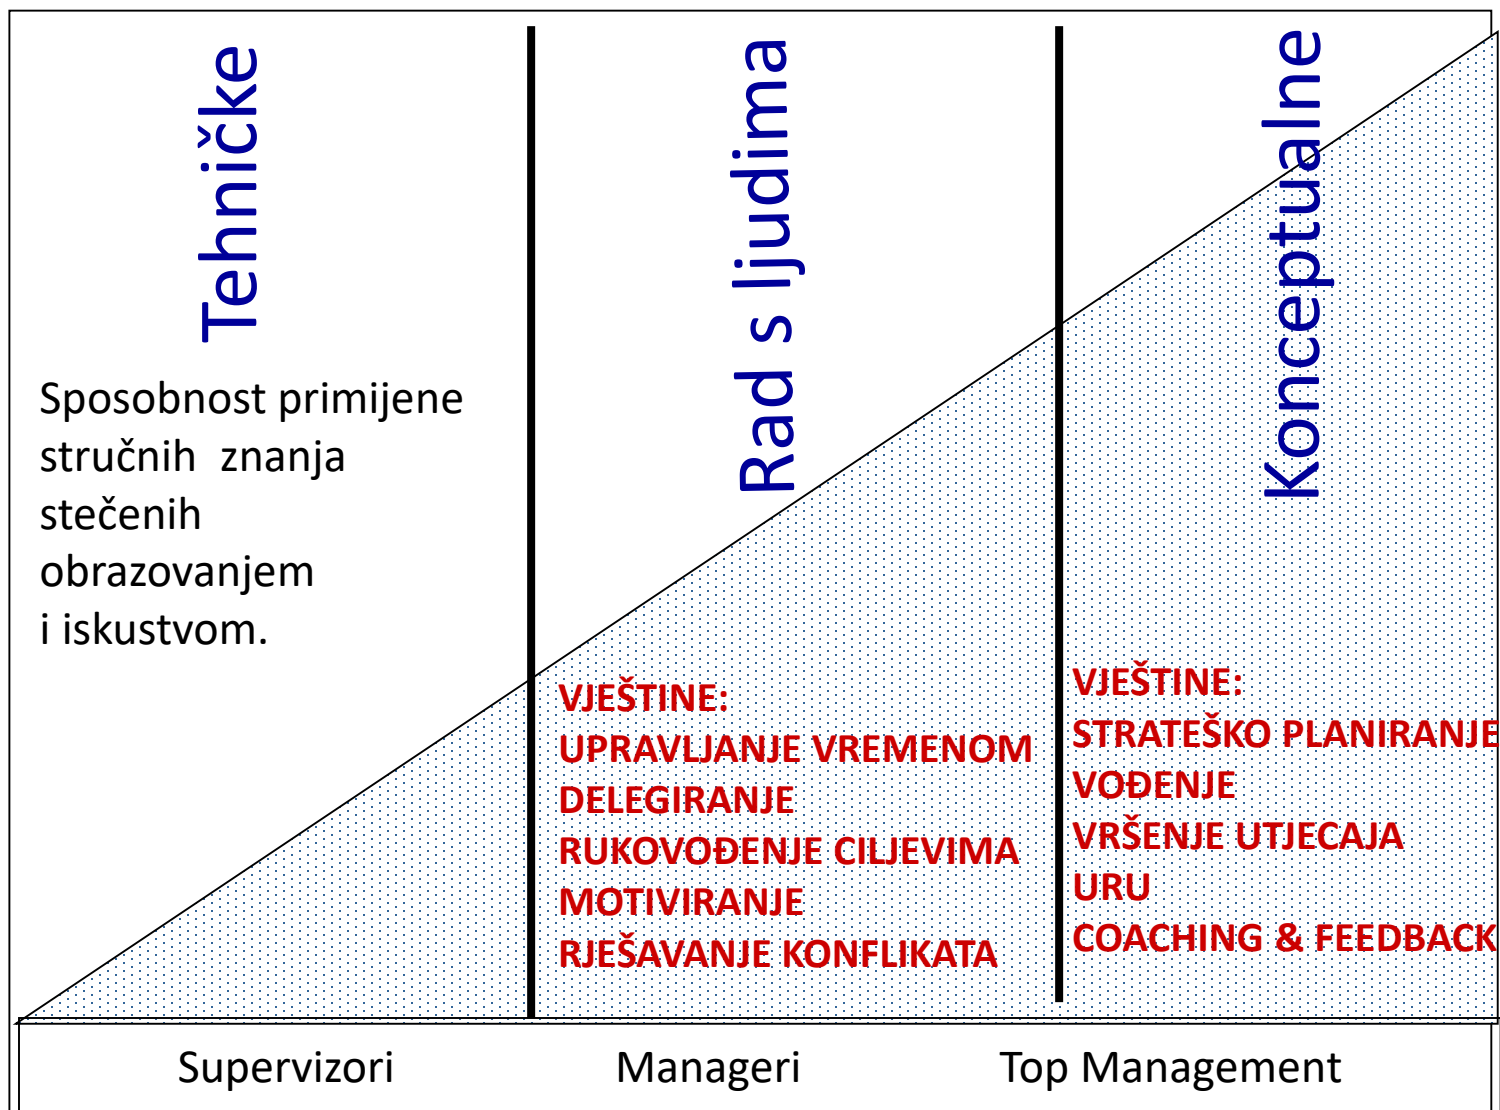 Tehničke
Sposobnost primijene
stručnih znanja
stečenih
obrazovanjem
i iskustvom.
Rad s ljudima
VJEŠTINE:
UPRAVLJANJE VREMENOM
DELEGIRANJE
RUKOVOĐENJE CILJEVIMA
MOTIVIRANJE
RJEŠAVANJE KONFLIKATA
Konceptualne
VJEŠTINE:
STRATEŠKO PLANIRANJE
VOĐENJE
VRŠENJE UTJECAJA
URU
COACHING & FEEDBACK
Supervizori
Manageri
Top Management